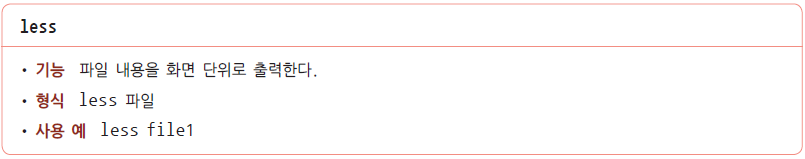 less
• 기능 파일 내용을 화면 단위로 출력한다.
• 형식 less 파일
• 사용 예 less file1